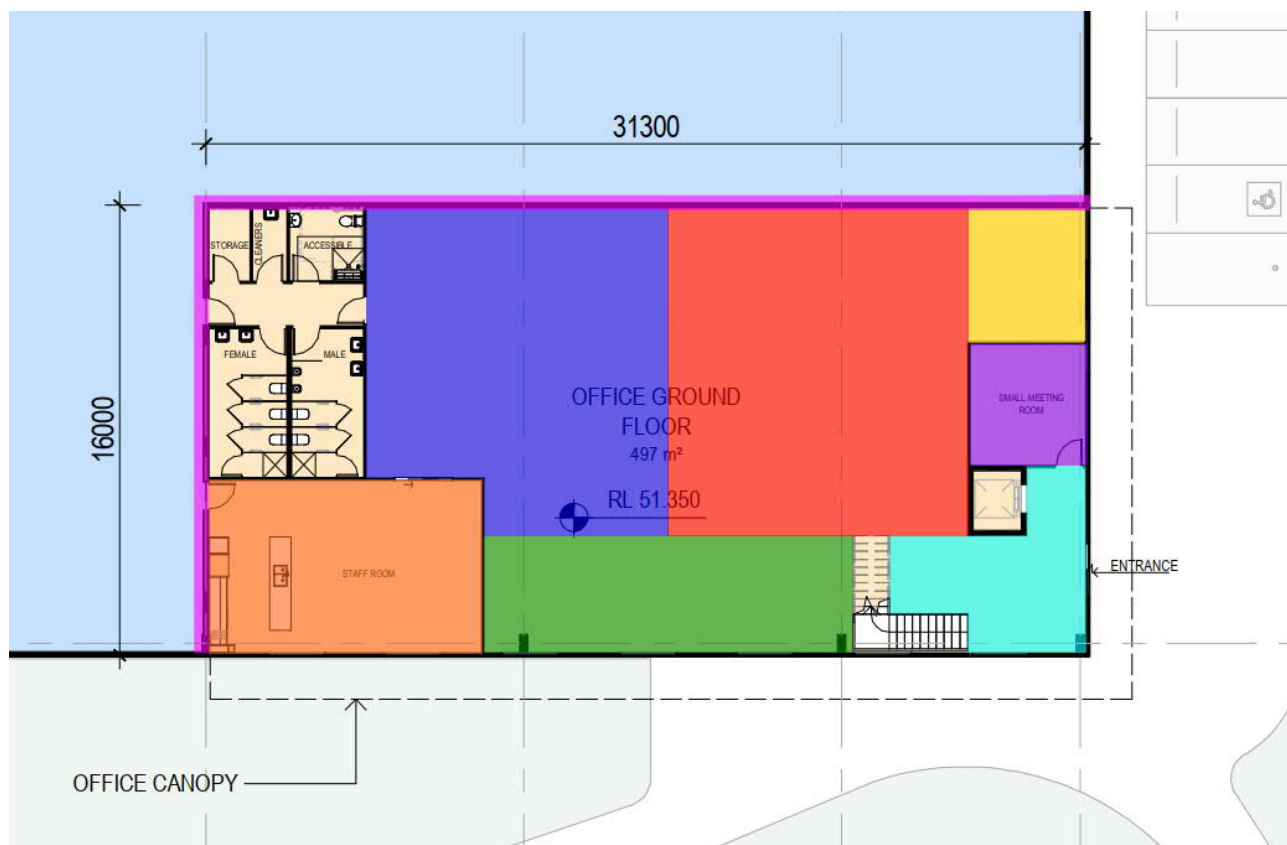 31300
16000
STORAGE
CLEANERS
ACCESSIBLE
FEMALE
MALE
OFFICE GROUND
FLOOR
497 m²
RL 51.350
SMALL MEETING
ROOM
STAFF ROOM
ENTRANCE
OFFICE CANOPY